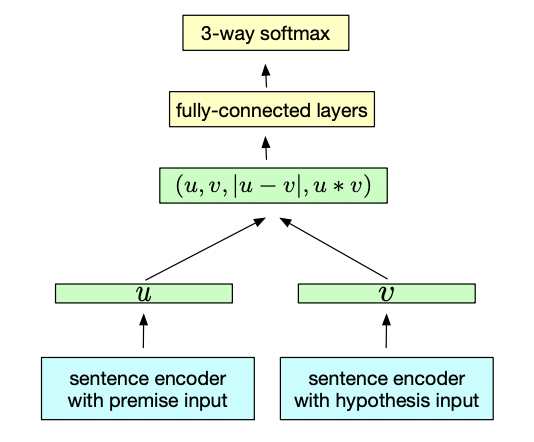 3-way softmax
fully-connected layers
(u, v, |u − v|, u * v)
u
v
sentence encoder
with premise input
sentence encoder
with hypothesis input